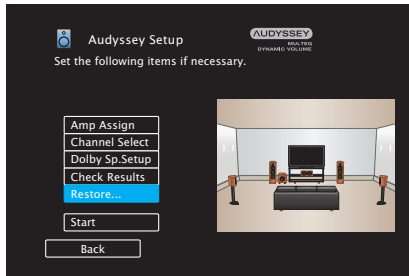 Audyssey Setup
AUDYSSEY
MULTEQ
DYNAMIC VOLUME
Set the following items if necessary.
Amp Assign
Channel Select
Dolby Sp.Setup
Check Results
Restore...
Start
Back